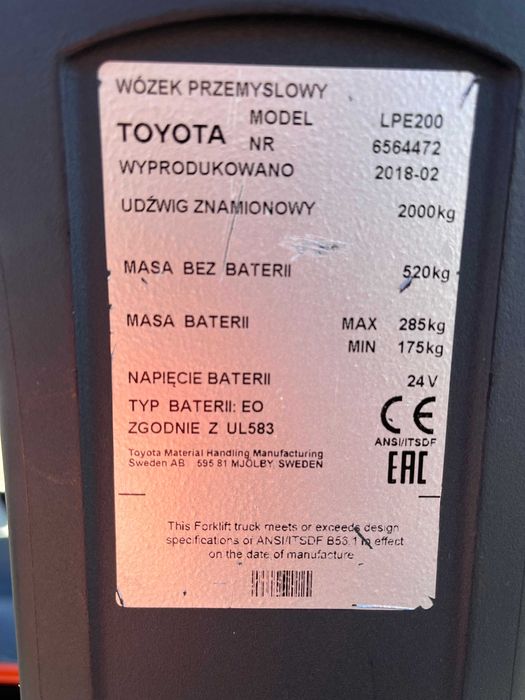 WÓZEK PRZEMYSLOWY
TOYOTA MODEL LPE200
NR 6564472
WYPRODUKOWANO 2018-02
UDŹWIG ZNAMIONOWY 2000kg
MASA BEZ BATERII 520kg
MASA BATERII MAX 285kg
MIN 175kg
NAPIĘCIE BATERII 24 V
TYP BATERII: EO
ZGODNIE Z UL583
CE
ANSI/ITSDF
EAC
Toyota Material Handling Manufacturing
Sweden AB 595 81 MJÖLBY SWEDEN
This Forklift truck meets or exceeds design
specifications of ANSI/ITSDF B56.1 in effect
on the date of manufacture